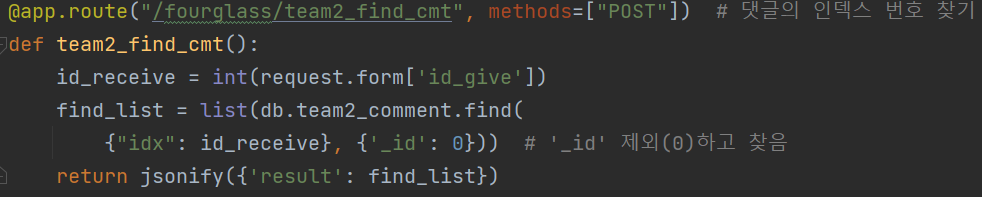 @app.route("/fourglass/team2_find_cmt", methods=["POST"])  # 댓글의 인덱스 번호 찾기
def team2_find_cmt():
    id_receive = int(request.form['id_give'])
    find_list = list(db.team2_comment.find(
        {"idx": id_receive}, {'_id': 0}))  # '_id' 제외(0)하고 찾음
    return jsonify({'result': find_list})